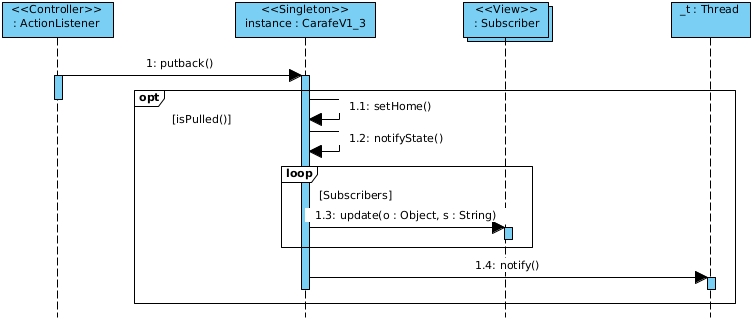 <<Controller>>
: ActionListener
<<Singleton>>
instance : CarafeV1_3
<<View>>
: Subscriber
_t : Thread
1: putback()
opt
[isPulled()]
1.1: setHome()
1.2: notifyState()
loop
[Subscribers]
1.3: update(o : Object, s : String)
1.4: notify()